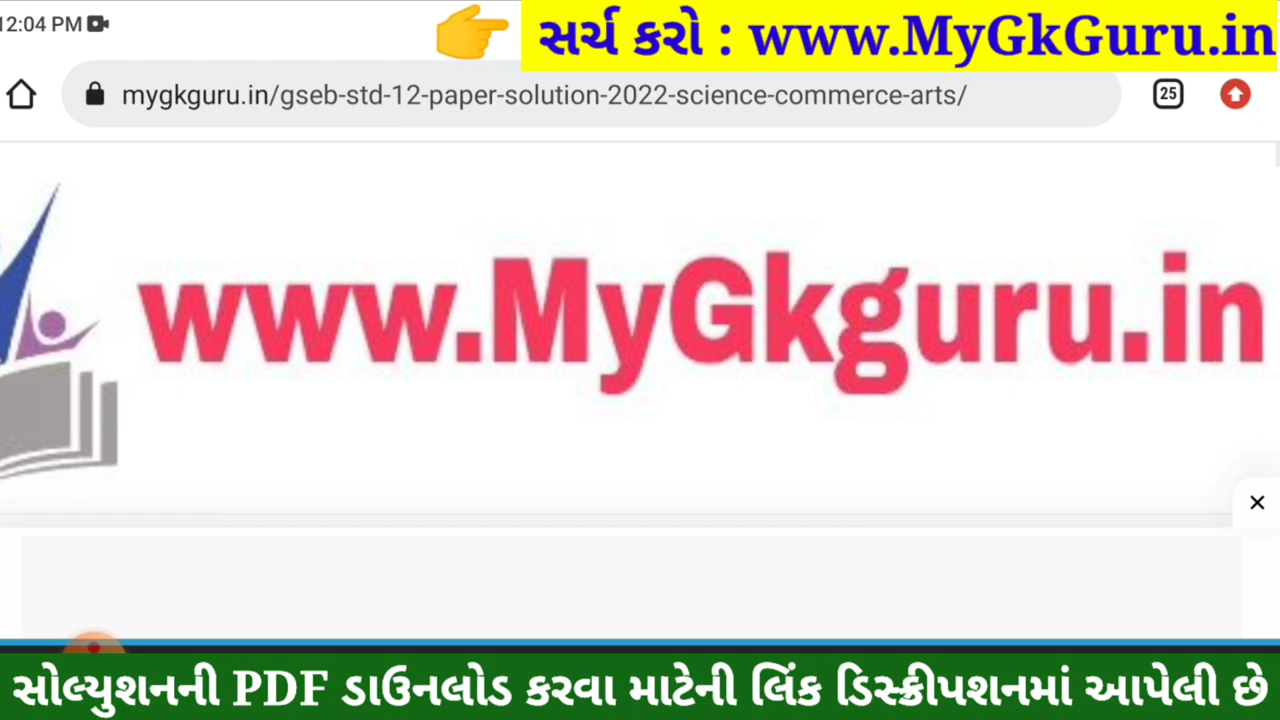 12:04 PM
👉 સર્ચ કરો : www.MyGkGuru.in
mygkguru.in/gseb-std-12-paper-solution-2022-science-commerce-arts/
25
www.MyGkguru.in
સોલ્યુશનની PDF ડાઉનલોડ કરવા માટેની લિંક ડિસ્ક્રીપશનમાં આપેલી છે